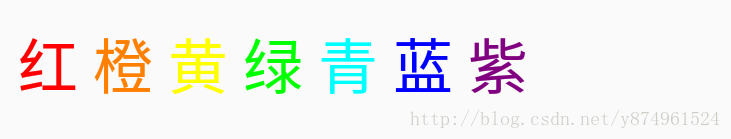 红 橙 黄 绿 青 蓝 紫
http://blog.csdn.net/y874961524